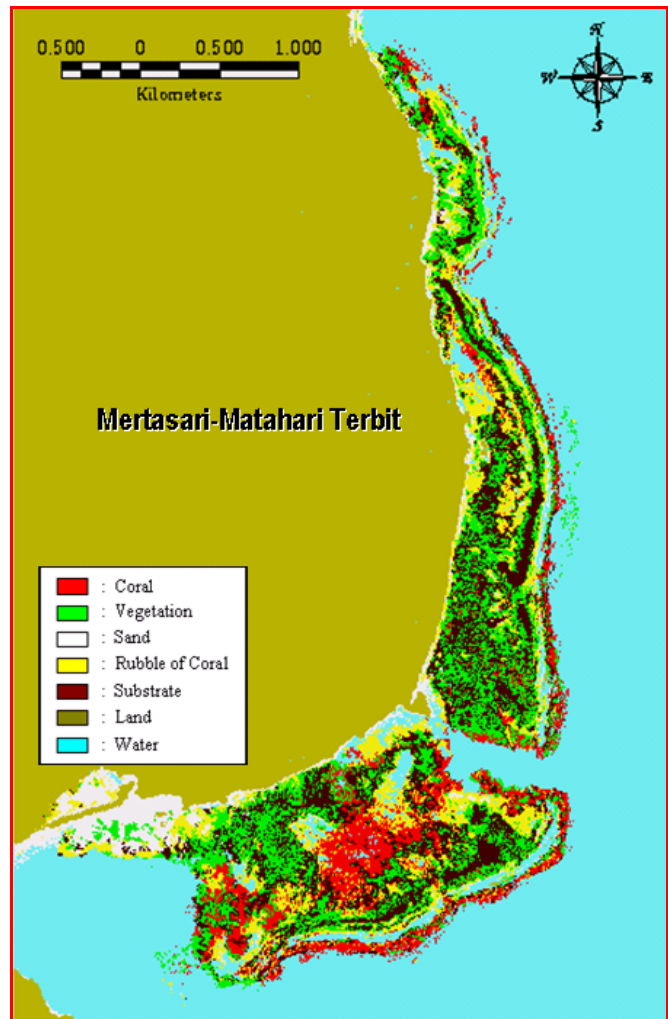 0.500 0 0.500 1.000
Kilometers
N
W E
S
Mertasari-Matahari Terbit
: Coral
: Vegetation
: Sand
: Rubble of Coral
: Substrate
: Land
: Water